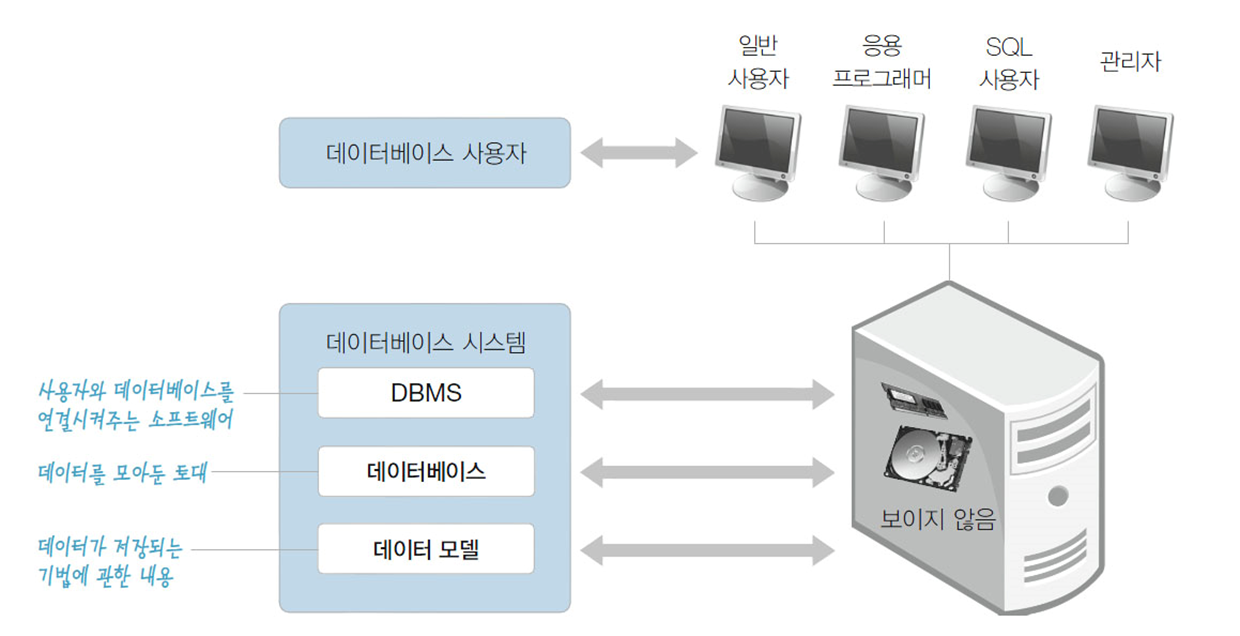 일반
사용자
응용
프로그래머
SQL
사용자
관리자
데이터베이스 사용자
데이터베이스 시스템
DBMS
사용자와 데이터베이스를
연결시켜주는 소프트웨어
데이터베이스
데이터를 모아둔 토대
데이터 모델
데이터가 저장되는
기법에 관한 내용
보이지 않음